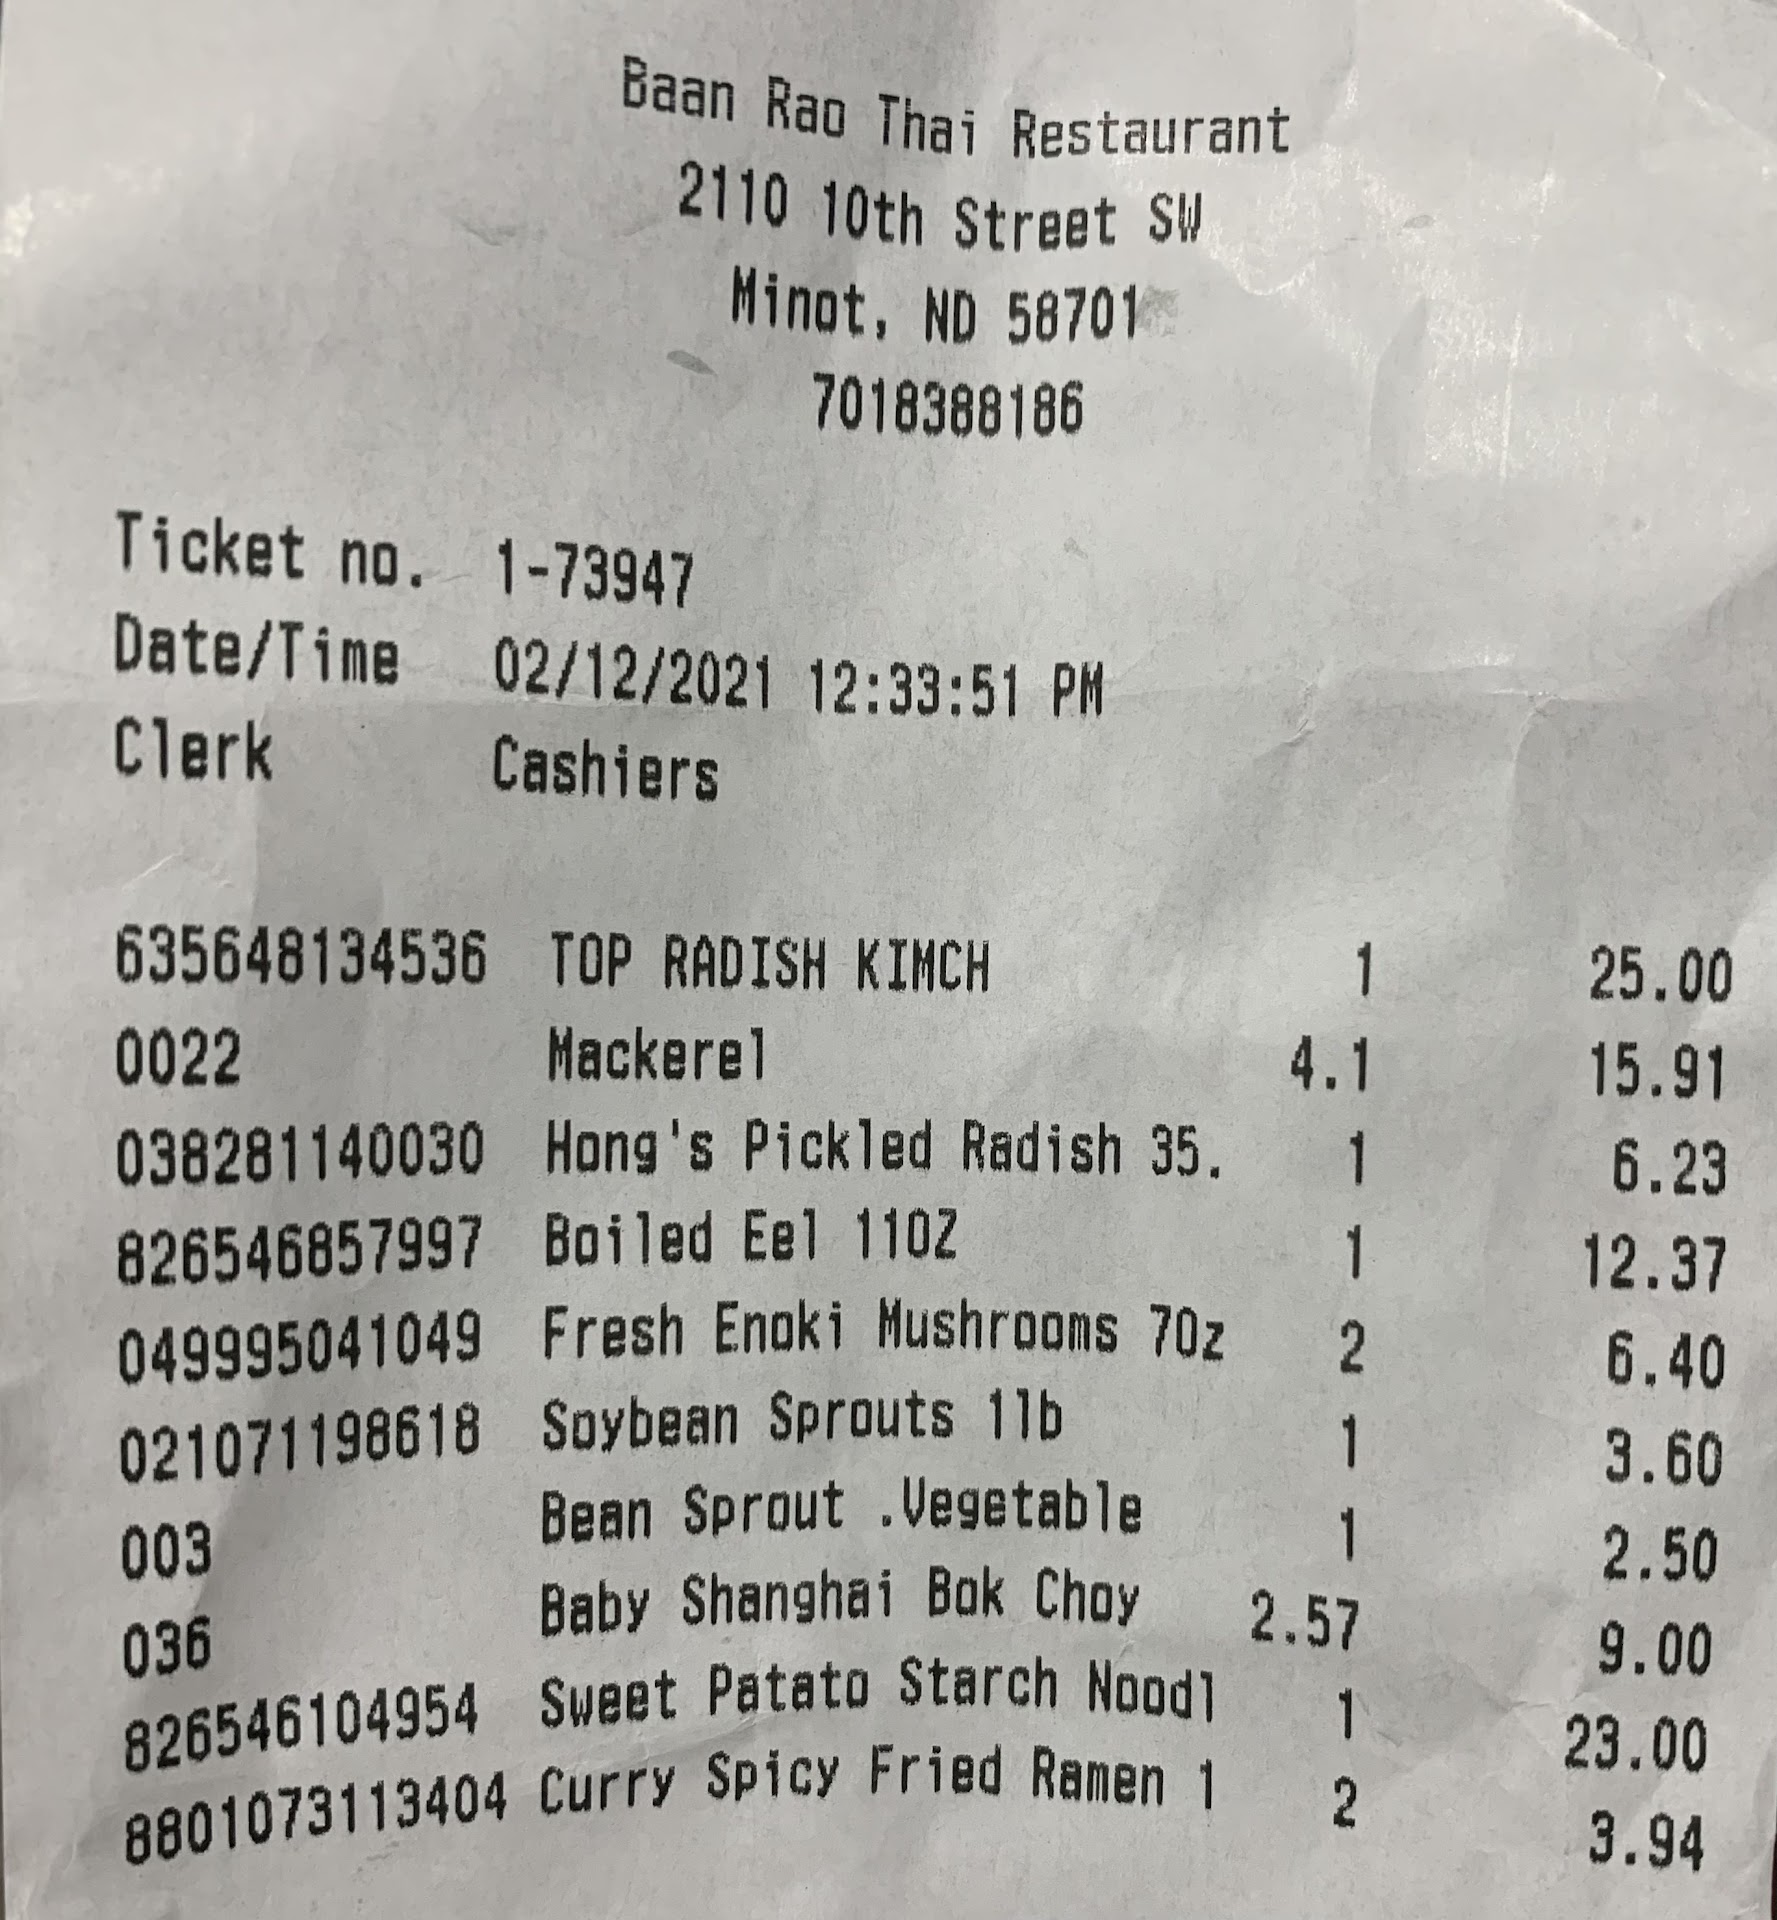 Baan Rao Thai Restaurant
2110 10th Street SW
Minot, ND 58701
7018388186
Ticket no. 1-73947
Date/Time 02/12/2021 12:33:51 PM
Clerk Cashiers
635648134536 TOP RADISH KIMCH 1 25.00
0022 Mackerel 4.1 15.91
038281140030 Hong's Pickled Radish 35. 1 6.23
826546857997 Boiled Eel 11OZ 1 12.37
049995041049 Fresh Enoki Mushrooms 7Oz 2 6.40
021071198618 Soybean Sprouts 1lb 1 3.60
003 Bean Sprout .Vegetable 1 2.50
036 Baby Shanghai Bok Choy 2.57 9.00
826546104954 Sweet Patato Starch Noodl 1 23.00
8801073113404 Curry Spicy Fried Ramen 1 2 3.94